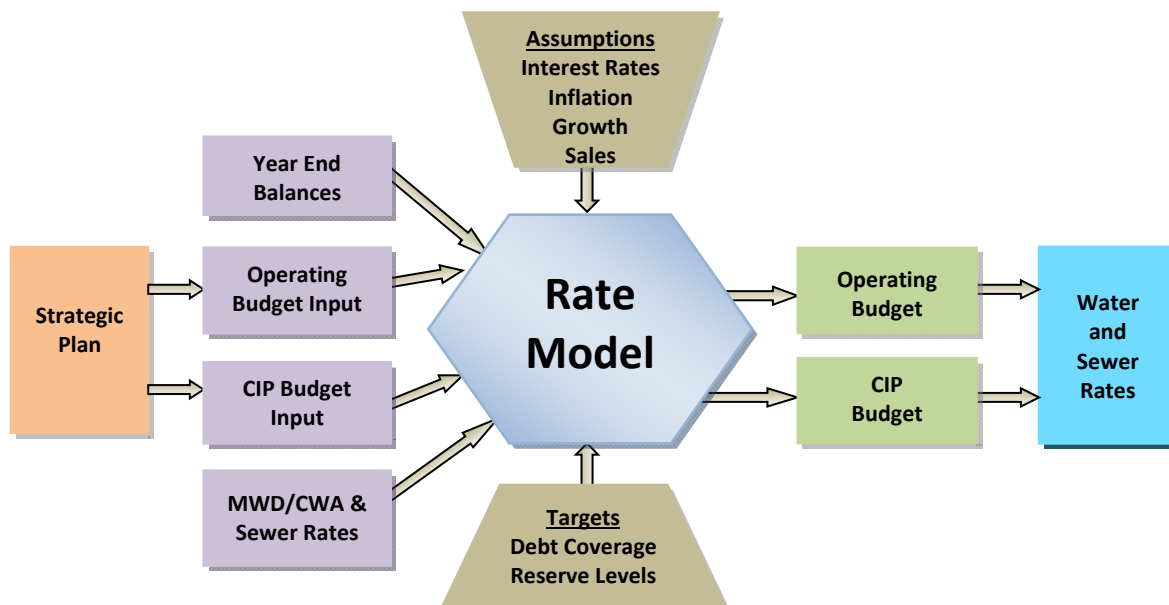 Assumptions
Interest Rates
Inflation
Growth
Sales
Year End
Balances
Operating
Budget Input
Strategic
Plan
CIP Budget
Input
MWD/CWA &
Sewer Rates
Rate
Model
Targets
Debt Coverage
Reserve Levels
Operating
Budget
CIP
Budget
Water
and
Sewer
Rates